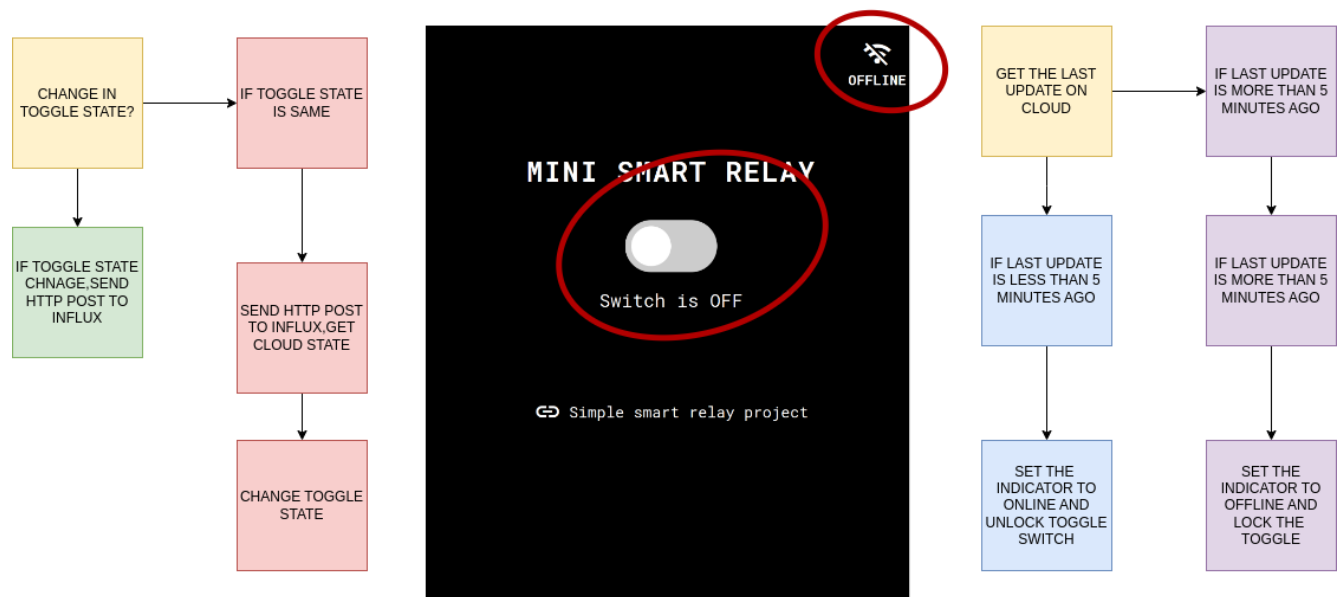 CHANGE IN
TOGGLE STATE?
IF TOGGLE STATE
IS SAME
IF TOGGLE STATE
CHNAGE,SEND
HTTP POST TO
INFLUX
SEND HTTP POST
TO INFLUX,GET
CLOUD STATE
CHANGE TOGGLE
STATE
OFFLINE
MINI SMART RELAY
Switch is OFF
Simple smart relay project
GET THE LAST
UPDATE ON
CLOUD
IF LAST UPDATE
IS MORE THAN 5
MINUTES AGO
IF LAST UPDATE
IS LESS THAN 5
MINUTES AGO
IF LAST UPDATE
IS MORE THAN 5
MINUTES AGO
SET THE
INDICATOR TO
ONLINE AND
UNLOCK TOGGLE
SWITCH
SET THE
INDICATOR TO
OFFLINE AND
LOCK THE
TOGGLE